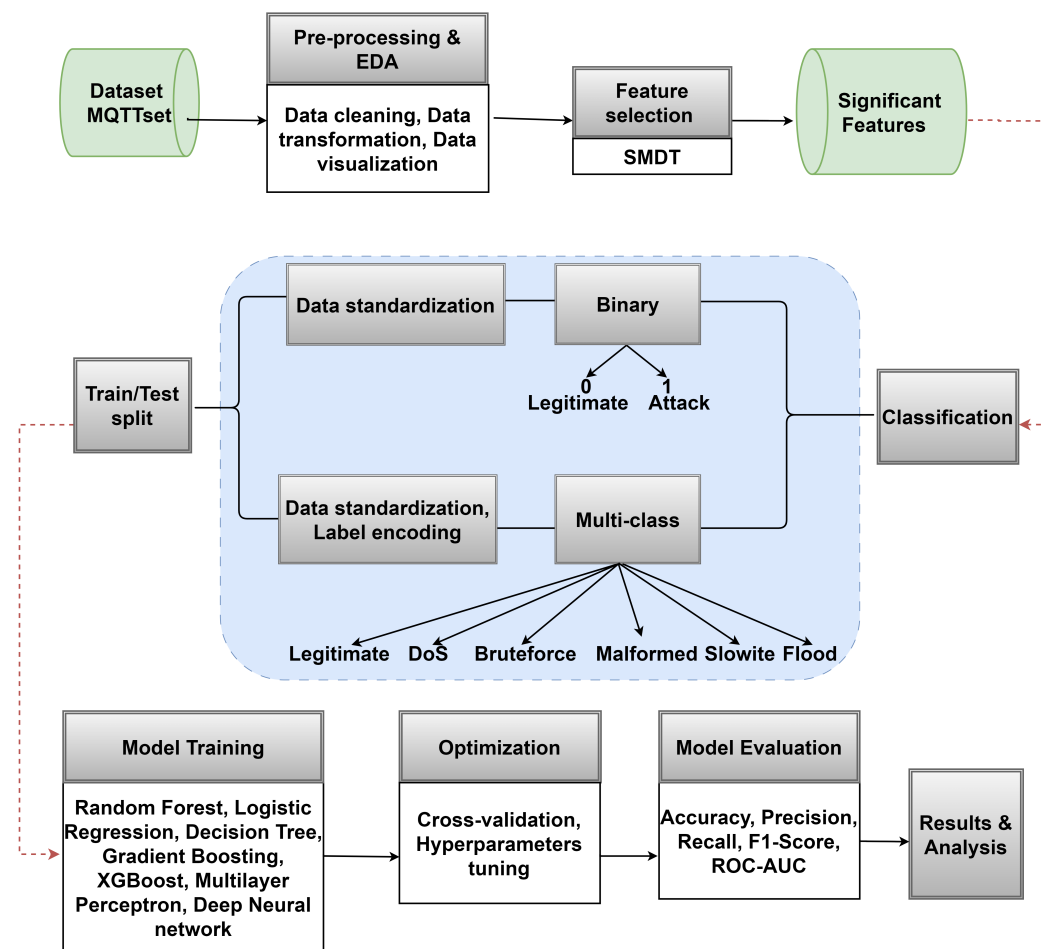 Dataset
MQTTset
Pre-processing &
EDA
Data cleaning, Data
transformation, Data
visualization
Feature
selection
SMDT
Significant
Features
Data standardization
Binary
0
Legitimate
1
Attack
Train/Test
split
Classification
Data standardization,
Label encoding
Multi-class
Legitimate
DoS
Bruteforce
Malformed
Slowite
Flood
Model Training
Random Forest, Logistic
Regression, Decision Tree,
Gradient Boosting,
XGBoost, Multilayer
Perceptron, Deep Neural
network
Optimization
Cross-validation,
Hyperparameters
tuning
Model Evaluation
Accuracy, Precision,
Recall, F1-Score,
ROC-AUC
Results &
Analysis